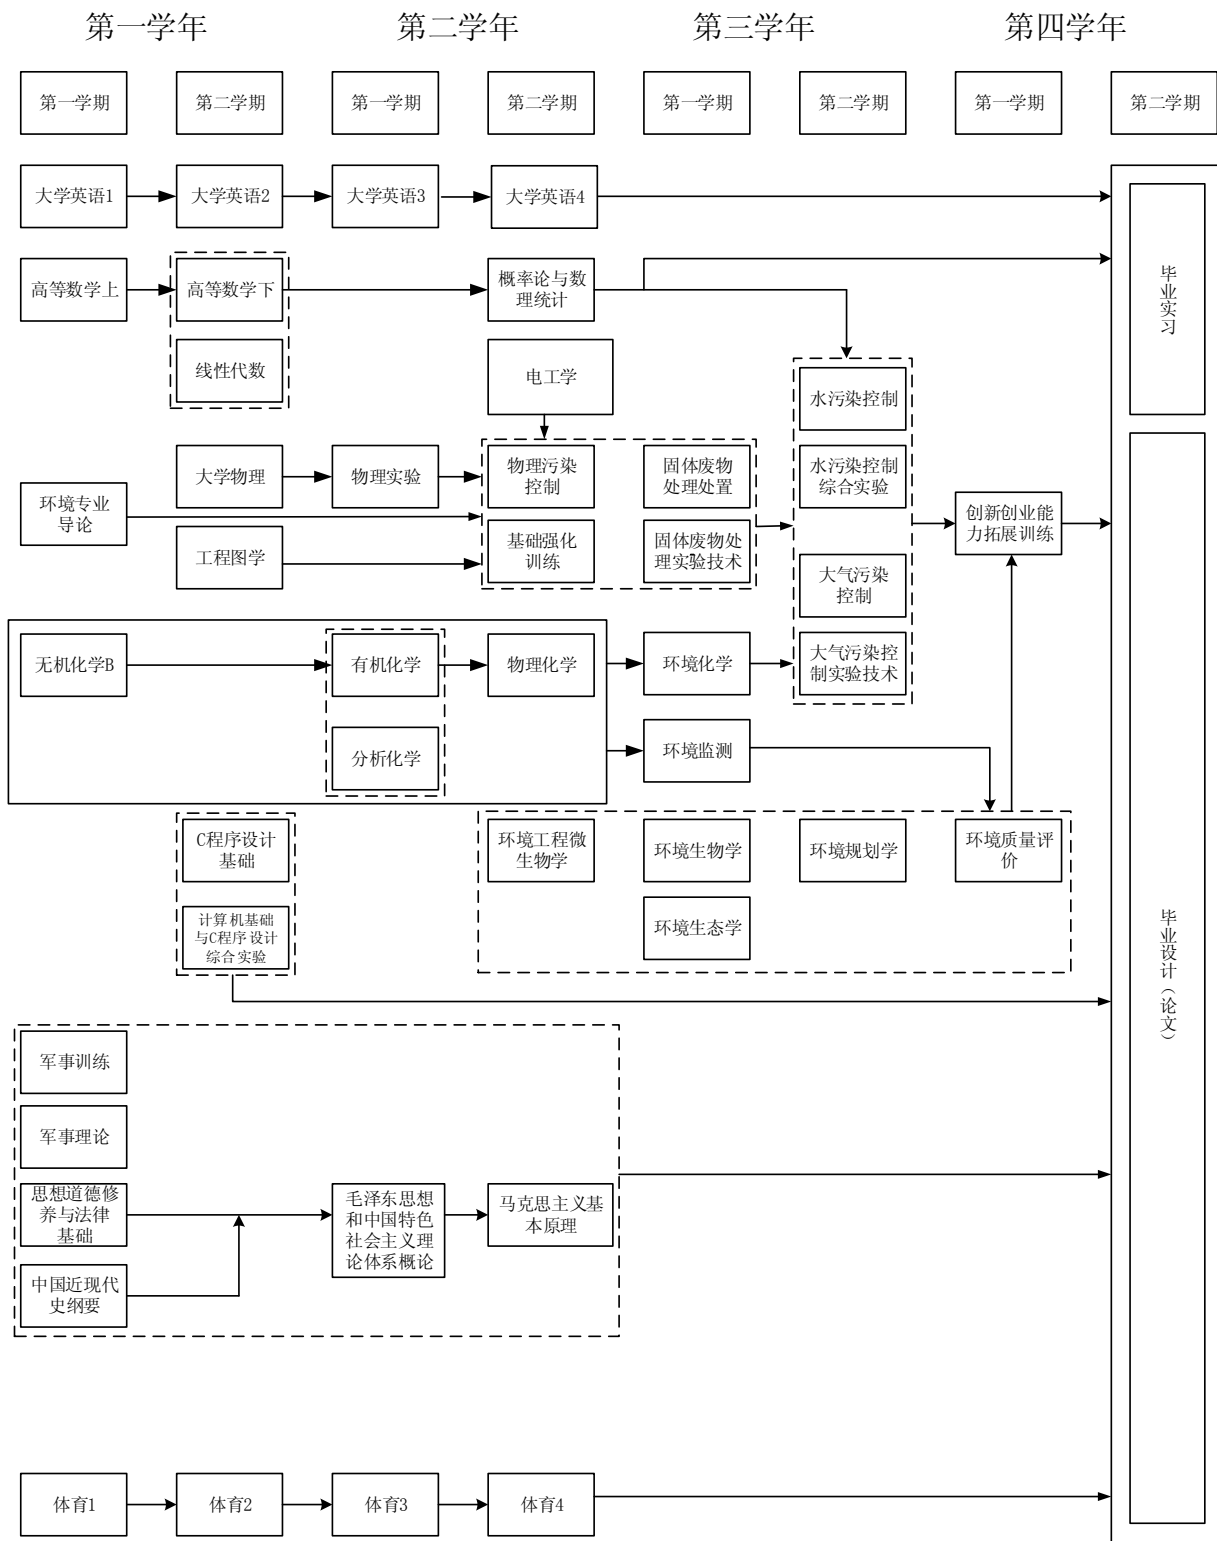 第一学年
第二学年
第三学年
第四学年
第一学期
第二学期
第一学期
第二学期
第一学期
第二学期
第一学期
第二学期
大学英语1
大学英语2
大学英语3
大学英语4
高等数学上
高等数学下
概率论与数
理统计
毕业实习
线性代数
电工学
水污染控制
大学物理
物理实验
物理污染
控制
固体废物
处理处置
水污染控制
综合实验
环境专业
导论
工程图学
基础强化
训练
固体废物处
理实验技术
大气污染
控制
创新创业能
力拓展训练
无机化学B
有机化学
物理化学
环境化学
大气污染控
制实验技术
分析化学
环境监测
C程序设计
基础
环境工程微
生物学
环境生物学
环境规划学
环境质量评
价
计算机基础
与C程序设计
综合实验
环境生态学
毕业设计（论文）
军事训练
军事理论
思想道德修
养与法律
基础
毛泽东思想
和中国特色
社会主义理
论体系概论
马克思主义基
本原理
中国近现代
史纲要
体育1
体育2
体育3
体育4